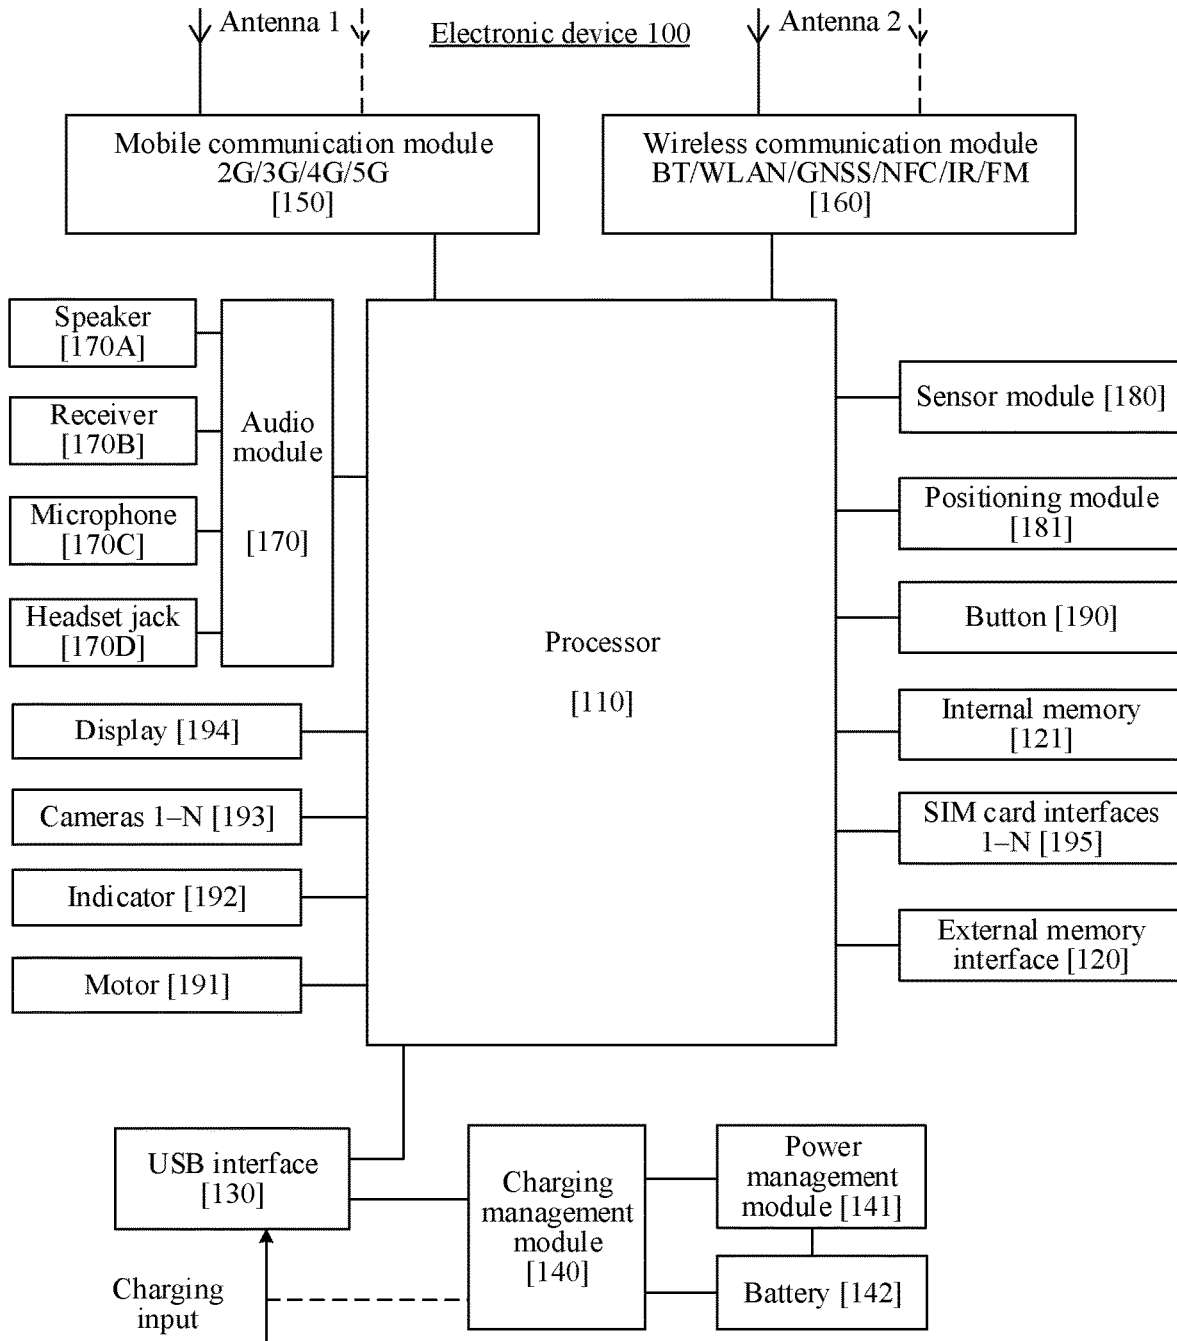 Antenna 1
Electronic device 100
Antenna 2
Mobile communication module
2G/3G/4G/5G
[150]
Wireless communication module
BT/WLAN/GNSS/NFC/IR/FM
[160]
Speaker
[170A]
Receiver
[170B]
Microphone
[170C]
Headset jack
[170D]
Audio
module
[170]
Processor
[110]
Sensor module [180]
Positioning module
[181]
Button [190]
Internal memory
[121]
SIM card interfaces
1–N [195]
External memory
interface [120]
Display [194]
Cameras 1–N [193]
Indicator [192]
Motor [191]
USB interface
[130]
Charging
management
module
[140]
Power
management
module [141]
Battery [142]
Charging
input